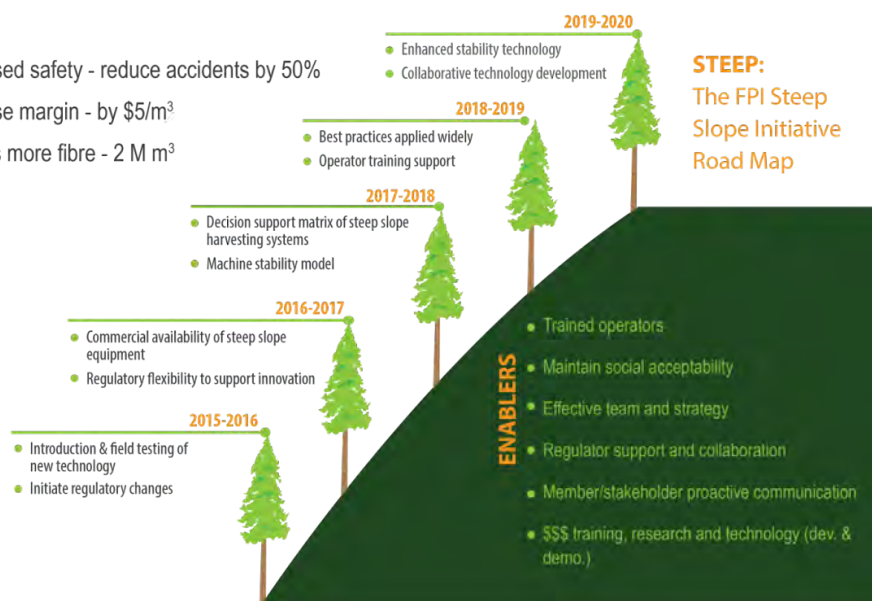 sed safety - reduce accidents by 50%
se margin - by $5/m³
s more fibre - 2 M m³
STEEP:
The FPI Steep
Slope Initiative
Road Map
2019-2020
Enhanced stability technology
Collaborative technology development
2018-2019
Best practices applied widely
Operator training support
2017-2018
Decision support matrix of steep slope
harvesting systems
Machine stability model
2016-2017
Commercial availability of steep slope
equipment
Regulatory flexibility to support innovation
2015-2016
Introduction & field testing of
new technology
Initiate regulatory changes
ENABLERS
Trained operators
Maintain social acceptability
Effective team and strategy
Regulator support and collaboration
Member/stakeholder proactive communication
$$$ training, research and technology (dev. &
demo.)